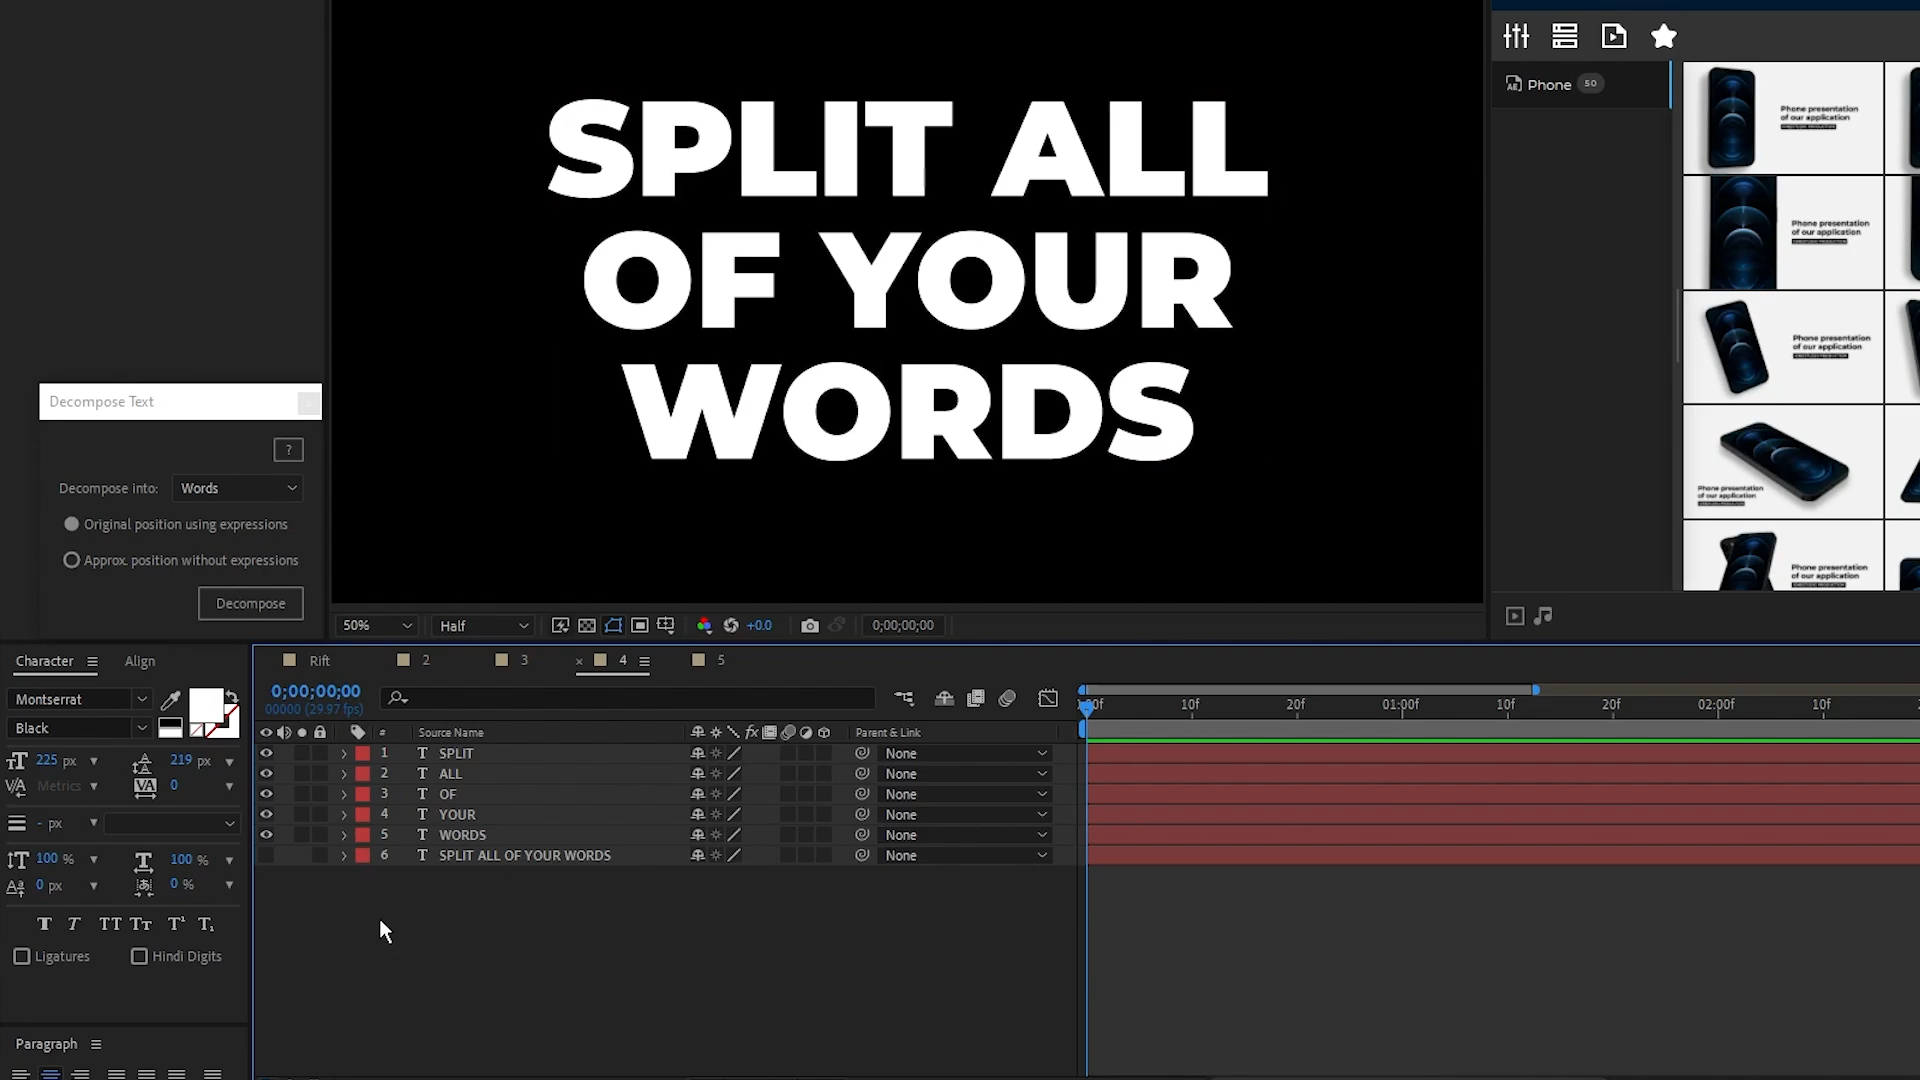 SPLIT ALL
OF YOUR
WORDS
Phone 50
Phone presentation
of our application
Phone presentation
of our application
Phone presentation
of our application
Phone presentation
of our application
Phone presentation
of our application
Decompose Text
?
Decompose into: Words
Original position using expressions
Approx. position without expressions
Decompose
50% Half +0.0 0;00;00;00
Character Align
Montserrat
Black
225 px 219 px
Metrics 0
- px
100 % 100 %
0 px 0 %
T T TT Tт T¹ T₁
Ligatures Hindi Digits
Paragraph
Rift 2 3 × 4 5
0;00;00;00
00000 (29.97 fps)
:00f 10f 20f 01:00f 10f 20f 02:00f 10f
# Source Name fx Parent & Link
1 T SPLIT None
2 T ALL None
3 T OF None
4 T YOUR None
5 T WORDS None
6 T SPLIT ALL OF YOUR WORDS None